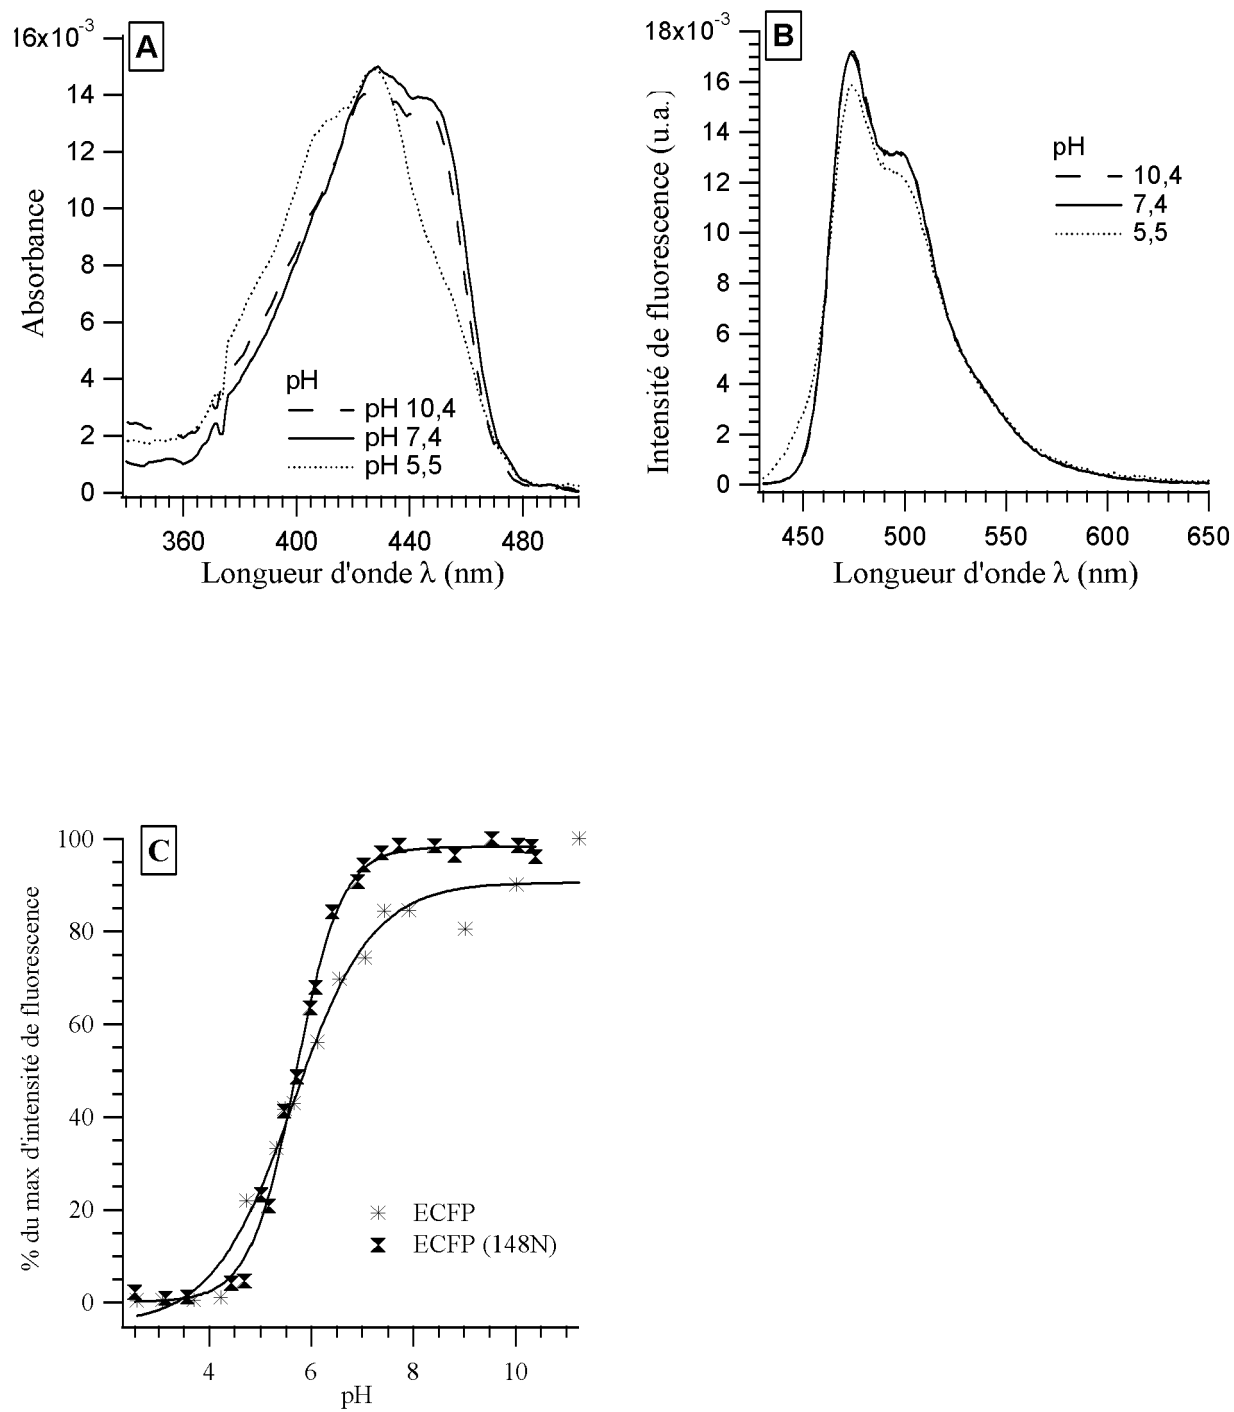 A
16x10⁻³
14
12
10
8
6
4
2
0
Absorbance
pH
pH 10,4
pH 7,4
pH 5,5
360 400 440 480
Longueur d'onde λ (nm)
B
18x10⁻³
16
14
12
10
8
6
4
2
0
Intensité de fluorescence (u.a.)
pH
10,4
7,4
5,5
450 500 550 600 650
Longueur d'onde λ (nm)
C
100
80
60
40
20
0
% du max d'intensité de fluorescence
ECFP
ECFP (148N)
4 6 8 10
pH